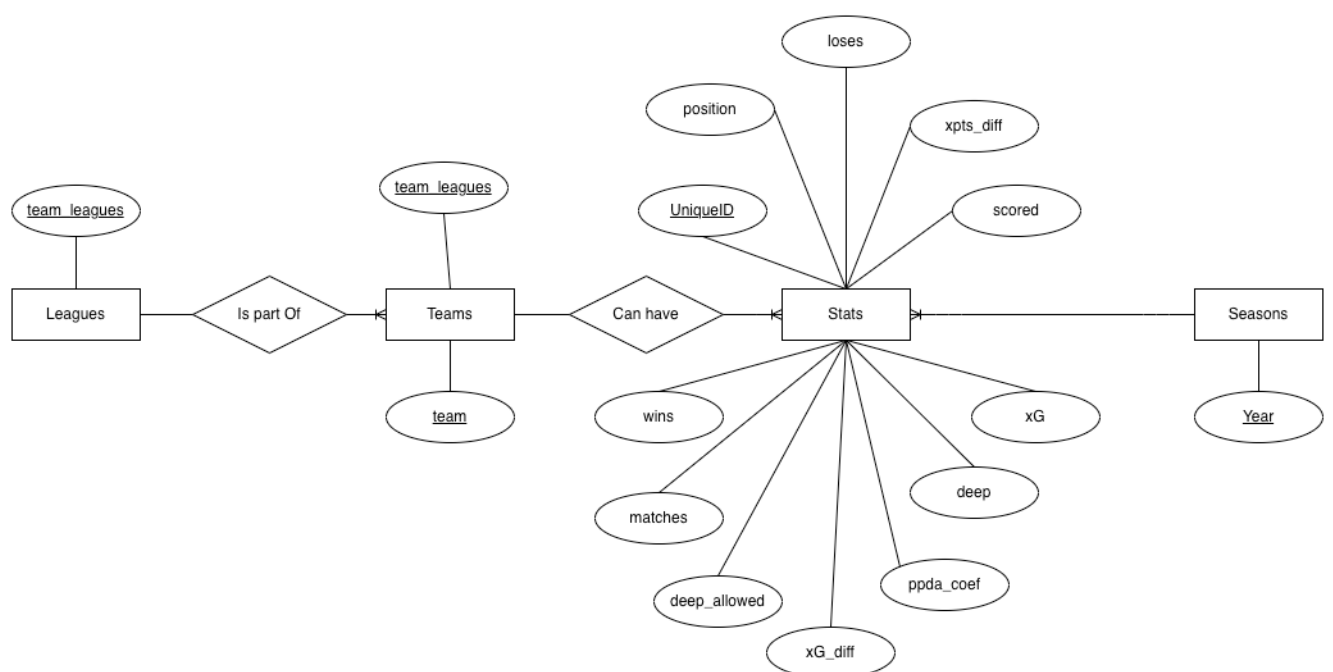 loses
position
xpts_diff
team_leagues
team_leagues
UniqueID
scored
Leagues
Is part Of
Teams
Can have
Stats
Seasons
team
wins
xG
Year
matches
deep
deep_allowed
ppda_coef
xG_diff